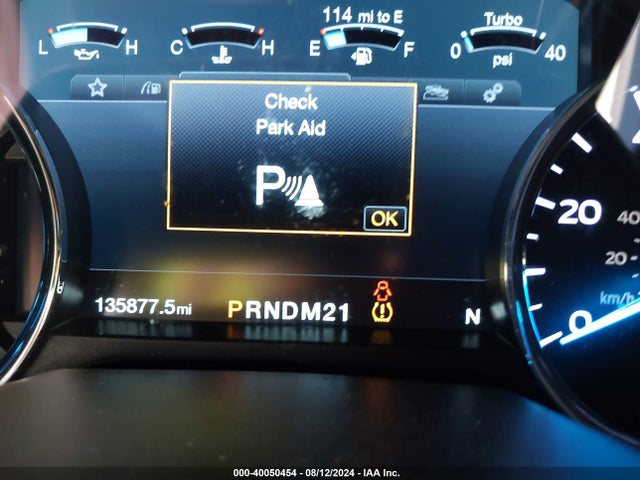 114 mi to E
Turbo
L H
C H
E F
0 40
psi
Check
Park Aid
P
OK
20
40
20
km/h
0
135877.5mi
PRNDM21
N
000-40050454 - 08/12/2024 - IAA Inc.